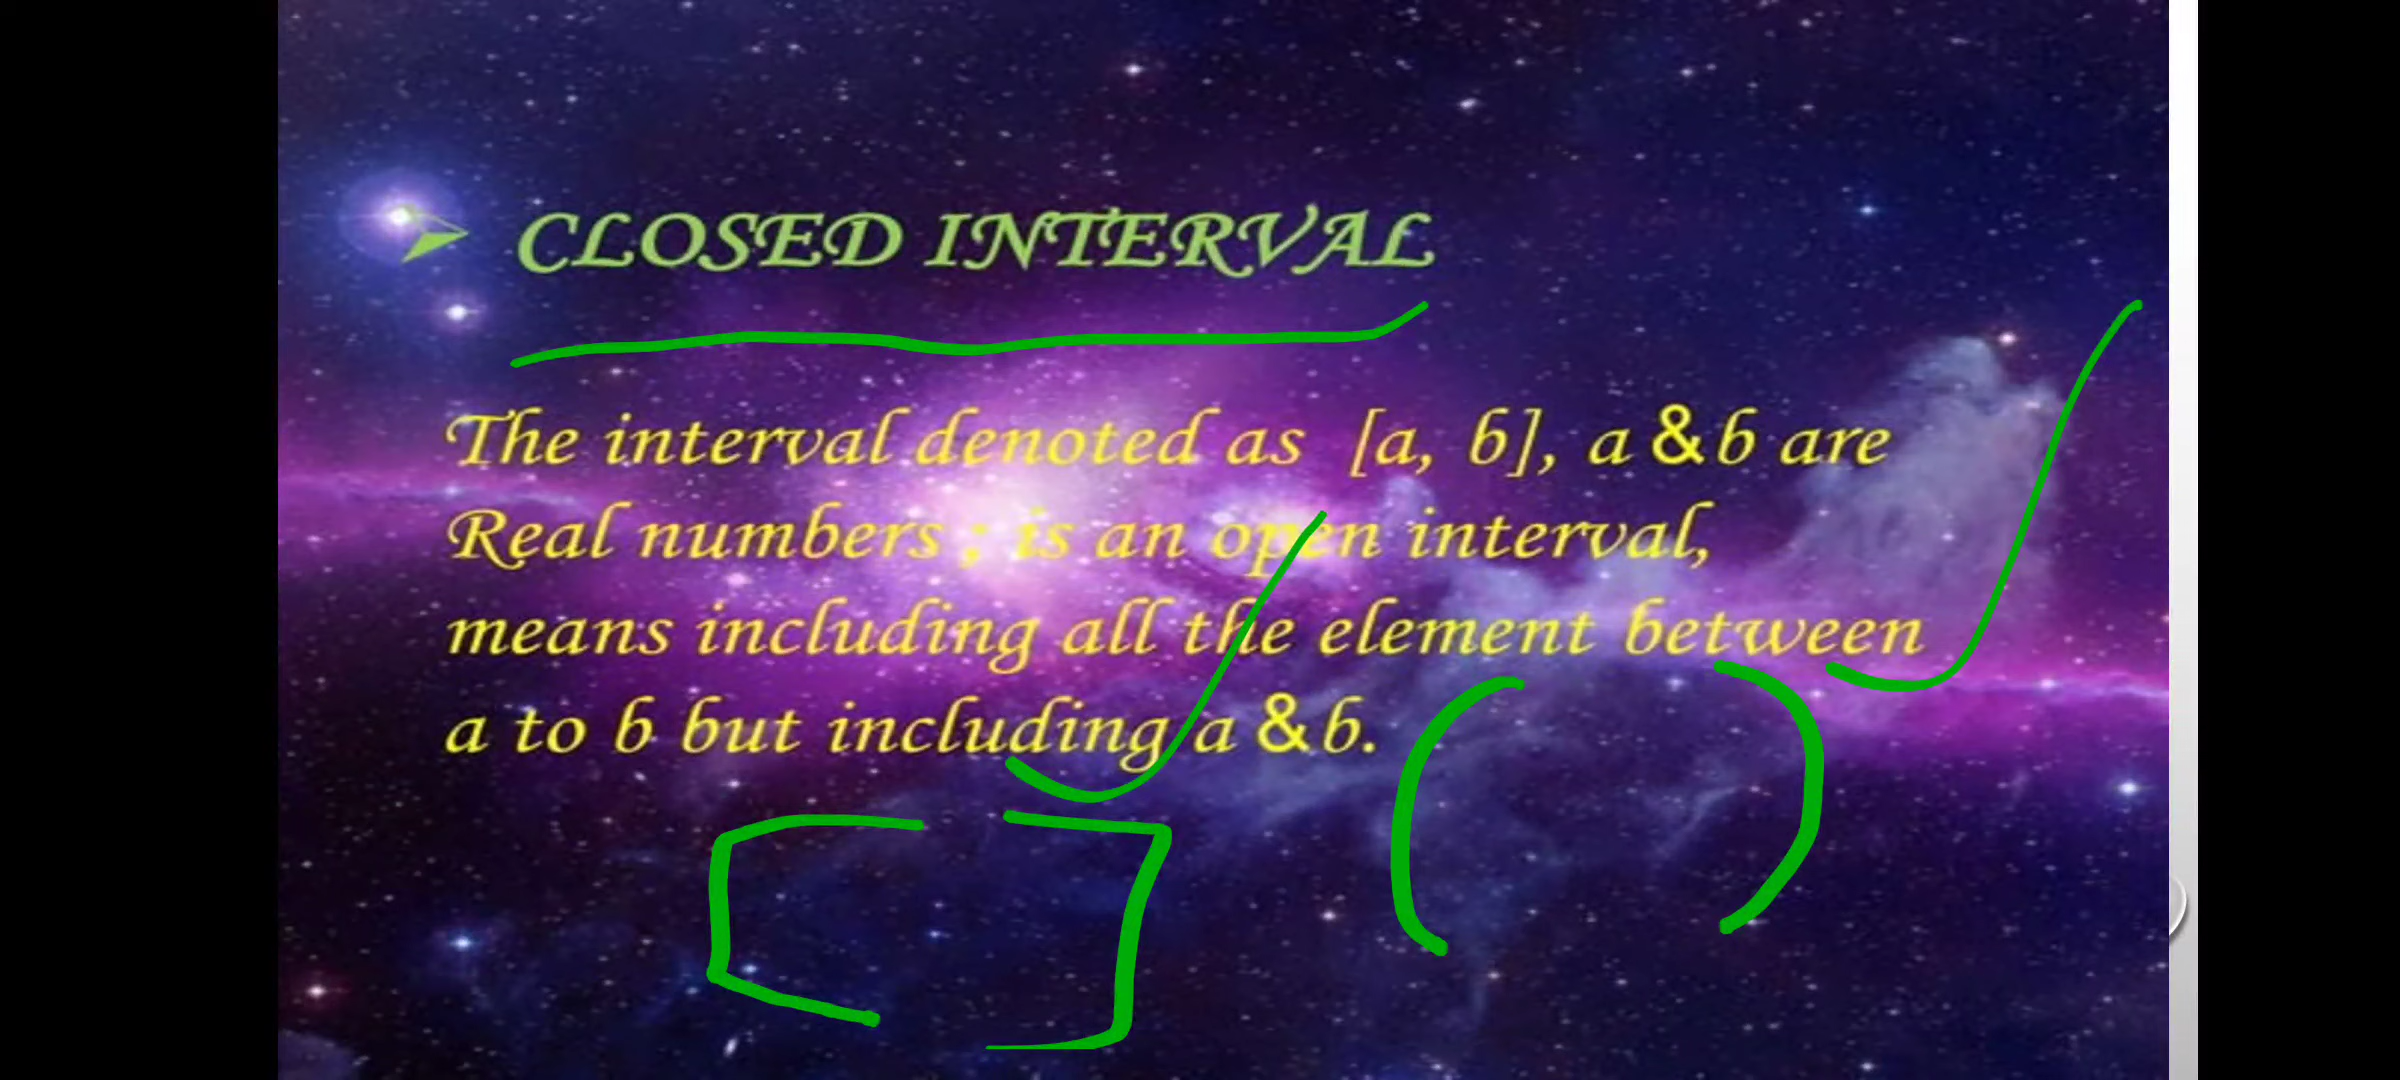 CLOSED INTERVAL
The interval denoted as [a, b], a & b are
Real numbers ; is an open interval,
means including all the element between
a to b but including a & b.
[ ] ( )